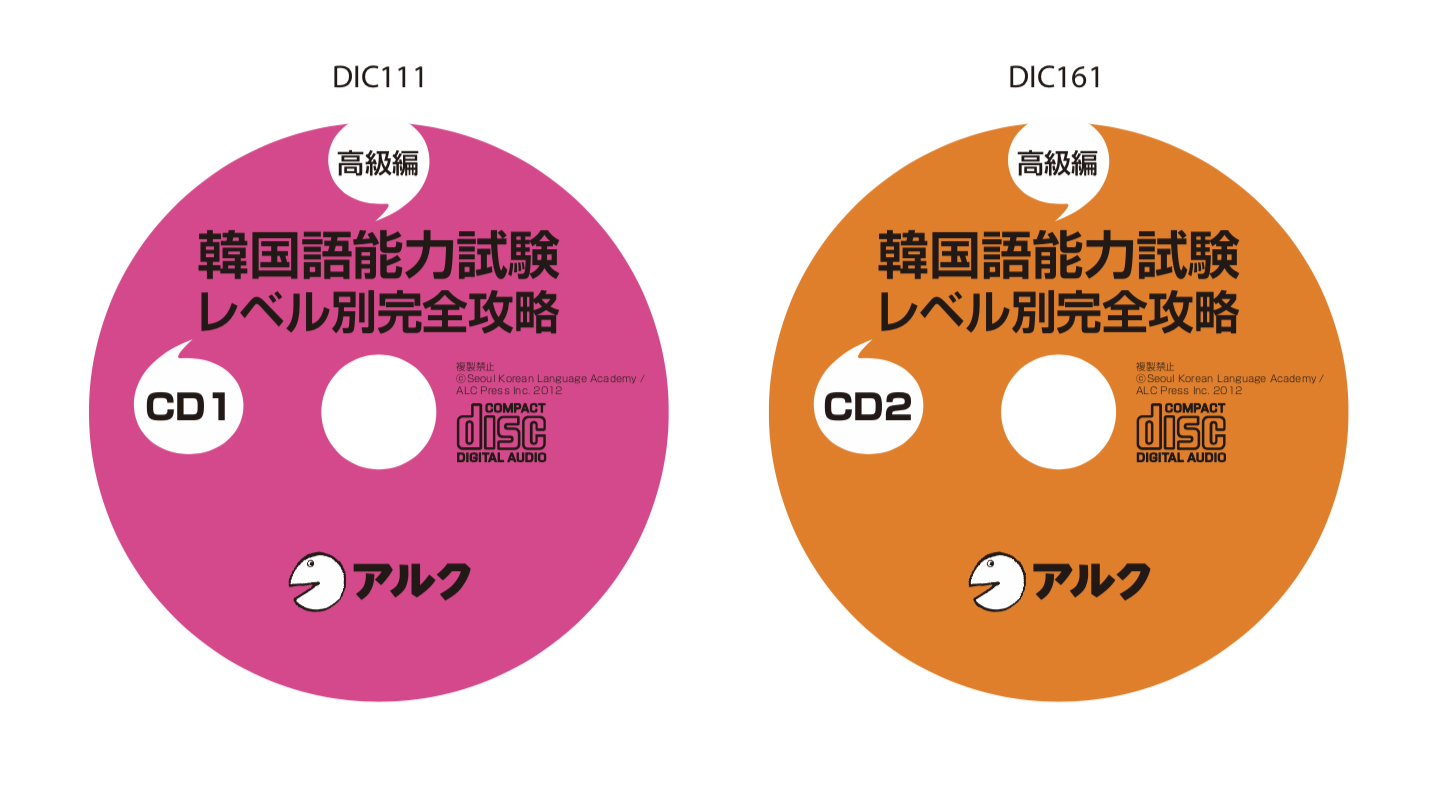 DIC111
高級編
韓国語能力試験
レベル別完全攻略
CD1
複製禁止
ⓒSeoul Korean Language Academy /
ALC Press Inc. 2012
COMPACT
disc
DIGITAL AUDIO
アルク
DIC161
高級編
韓国語能力試験
レベル別完全攻略
CD2
複製禁止
ⓒSeoul Korean Language Academy /
ALC Press Inc. 2012
COMPACT
disc
DIGITAL AUDIO
アルク